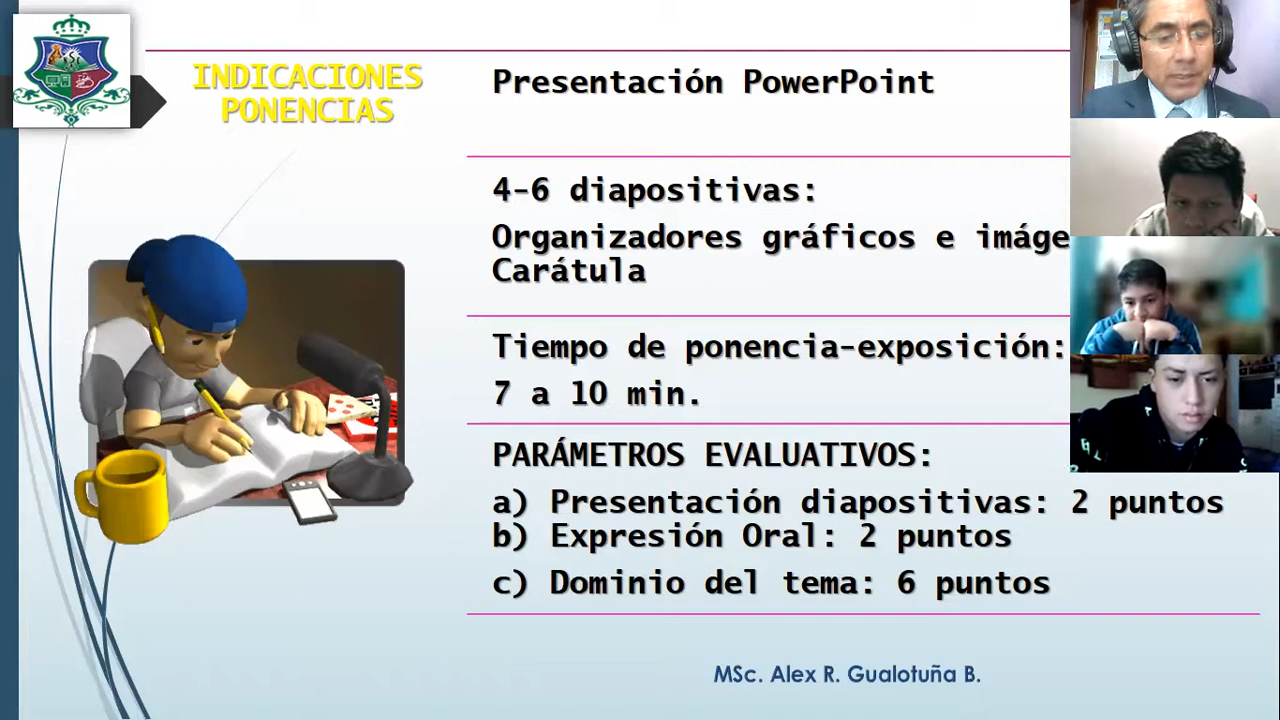 INDICACIONES
PONENCIAS
Presentación PowerPoint
4-6 diapositivas:
Organizadores gráficos e imáge
Carátula
Tiempo de ponencia-exposición:
7 a 10 min.
PARÁMETROS EVALUATIVOS:
a) Presentación diapositivas: 2 puntos
b) Expresión Oral: 2 puntos
c) Dominio del tema: 6 puntos
MSc. Alex R. Gualotuña B.